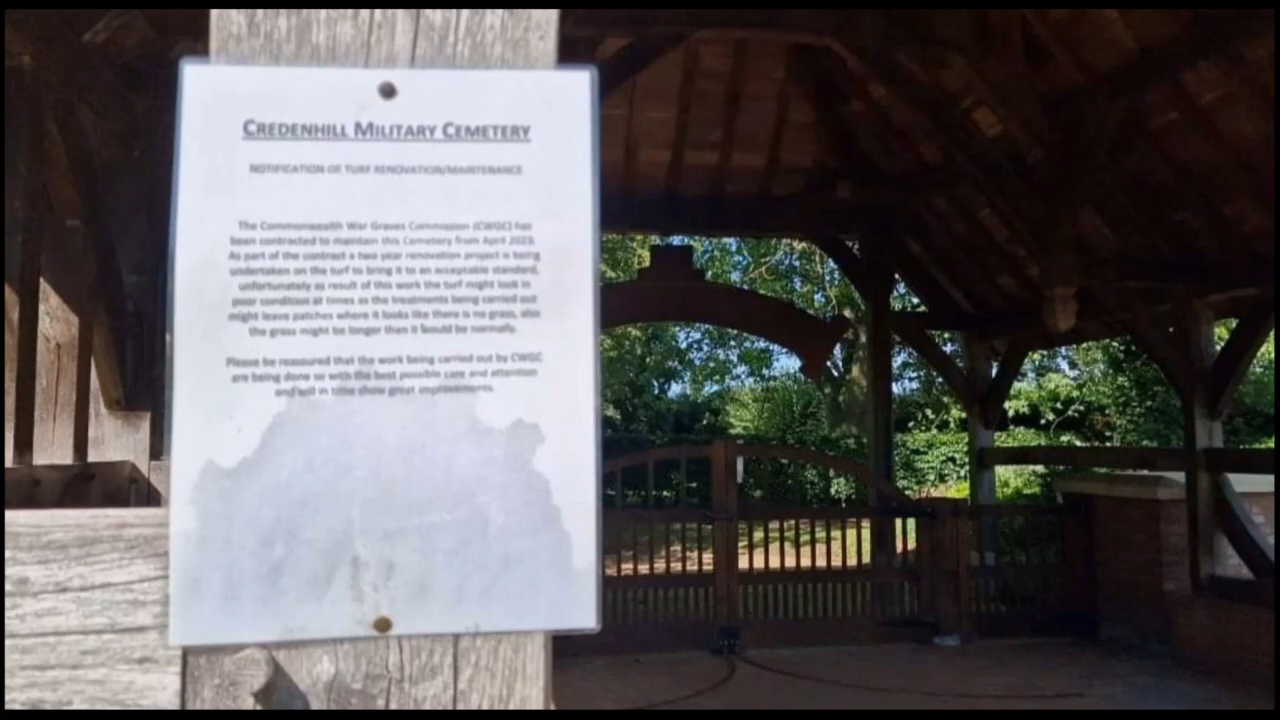 CREDENHILL MILITARY CEMETERY
NOTIFICATION OF TURF RENOVATION/MAINTENANCE
The Commonwealth War Graves Commission (CWGC) has
been contracted to maintain this Cemetery from April 2023.
As part of the contract a two year renovation project is being
undertaken on the turf to bring it to an acceptable standard,
unfortunately as result of this work the turf might look in
poor condition at times as the treatments being carried out
might leave patches where it looks like there is no grass, also
the grass might be longer than it would be normally.
Please be reassured that the work being carried out by CWGC
are being done so with the best possible care and attention
and will in time show great improvements.